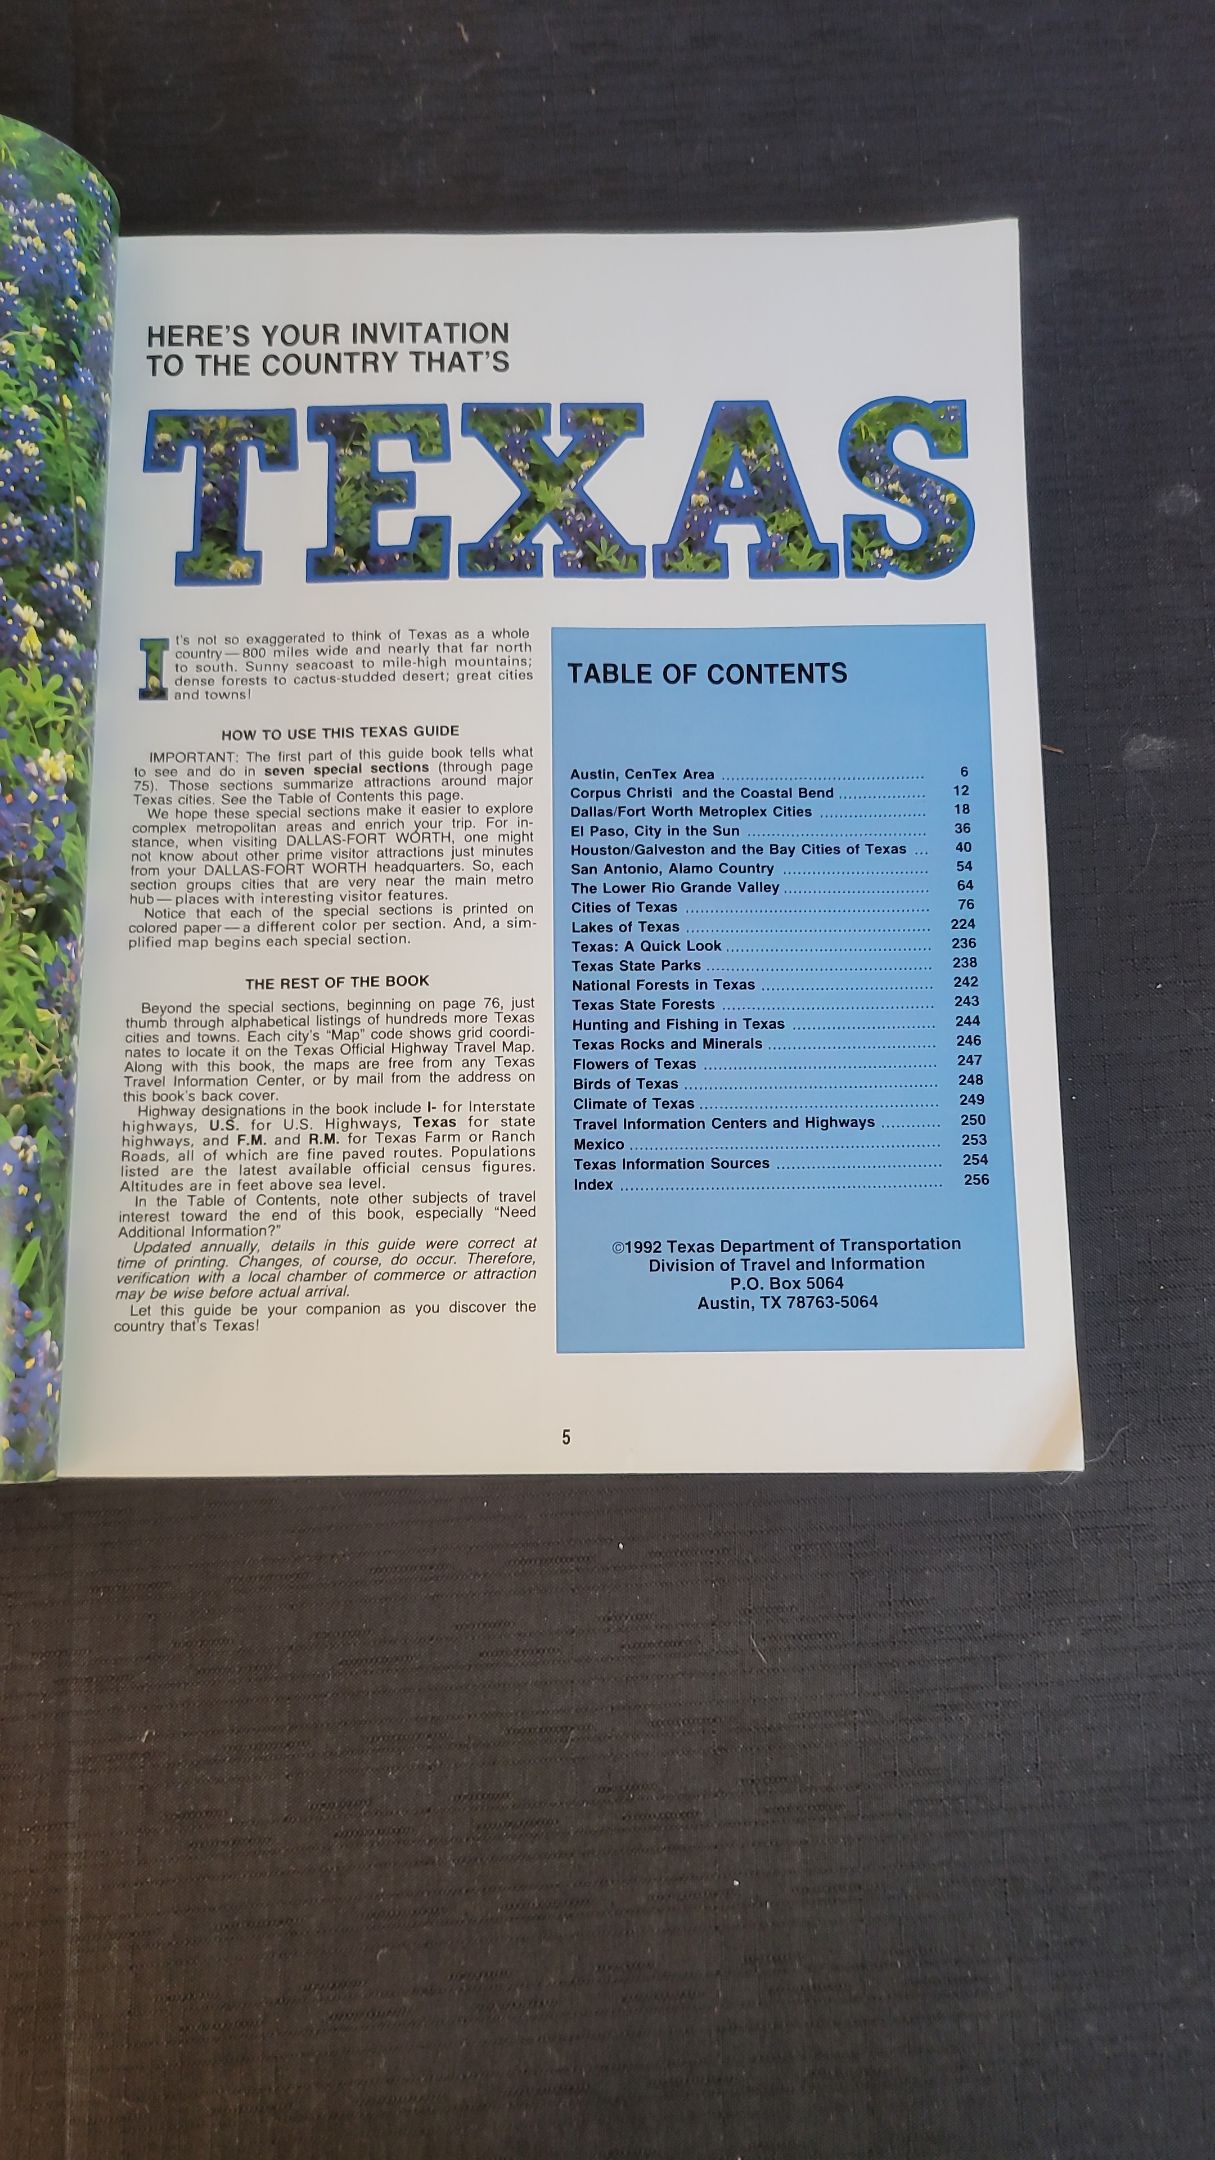 HERE'S YOUR INVITATION
TO THE COUNTRY THAT'S
TEXAS
It's not so exaggerated to think of Texas as a whole
country—800 miles wide and nearly that far north
to south. Sunny seacoast to mile-high mountains;
dense forests to cactus-studded desert; great cities
and towns!
HOW TO USE THIS TEXAS GUIDE
IMPORTANT: The first part of this guide book tells what
to see and do in seven special sections (through page
75). Those sections summarize attractions around major
Texas cities. See the Table of Contents this page.
We hope these special sections make it easier to explore
complex metropolitan areas and enrich your trip. For in-
stance, when visiting DALLAS-FORT WORTH, one might
not know about other prime visitor attractions just minutes
from your DALLAS-FORT WORTH headquarters. So, each
section groups cities that are very near the main metro
hub—places with interesting visitor features.
Notice that each of the special sections is printed on
colored paper—a different color per section. And, a sim-
plified map begins each special section.
THE REST OF THE BOOK
Beyond the special sections, beginning on page 76, just
thumb through alphabetical listings of hundreds more Texas
cities and towns. Each city's "Map" code shows grid coordi-
nates to locate it on the Texas Official Highway Travel Map.
Along with this book, the maps are free from any Texas
Travel Information Center, or by mail from the address on
this book's back cover.
Highway designations in the book include I- for Interstate
highways, U.S. for U.S. Highways, Texas for state
highways, and F.M. and R.M. for Texas Farm or Ranch
Roads, all of which are fine paved routes. Populations
listed are the latest available official census figures.
Altitudes are in feet above sea level.
In the Table of Contents, note other subjects of travel
interest toward the end of this book, especially "Need
Additional Information?"
Updated annually, details in this guide were correct at
time of printing. Changes, of course, do occur. Therefore,
verification with a local chamber of commerce or attraction
may be wise before actual arrival.
Let this guide be your companion as you discover the
country that's Texas!
TABLE OF CONTENTS
Austin, CenTex Area ........ 6
Corpus Christi and the Coastal Bend ........ 12
Dallas/Fort Worth Metroplex Cities ........ 18
El Paso, City in the Sun ........ 36
Houston/Galveston and the Bay Cities of Texas ... 40
San Antonio, Alamo Country ........ 54
The Lower Rio Grande Valley ........ 64
Cities of Texas ........ 76
Lakes of Texas ........ 224
Texas: A Quick Look ........ 236
Texas State Parks ........ 238
National Forests in Texas ........ 242
Texas State Forests ........ 243
Hunting and Fishing in Texas ........ 244
Texas Rocks and Minerals ........ 246
Flowers of Texas ........ 247
Birds of Texas ........ 248
Climate of Texas ........ 249
Travel Information Centers and Highways ........ 250
Mexico ........ 253
Texas Information Sources ........ 254
Index ........ 256
©1992 Texas Department of Transportation
Division of Travel and Information
P.O. Box 5064
Austin, TX 78763-5064
5